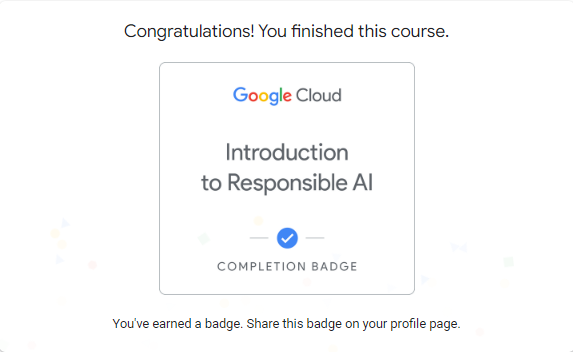 Congratulations! You finished this course.
Google Cloud
Introduction
to Responsible AI
COMPLETION BADGE
You've earned a badge. Share this badge on your profile page.